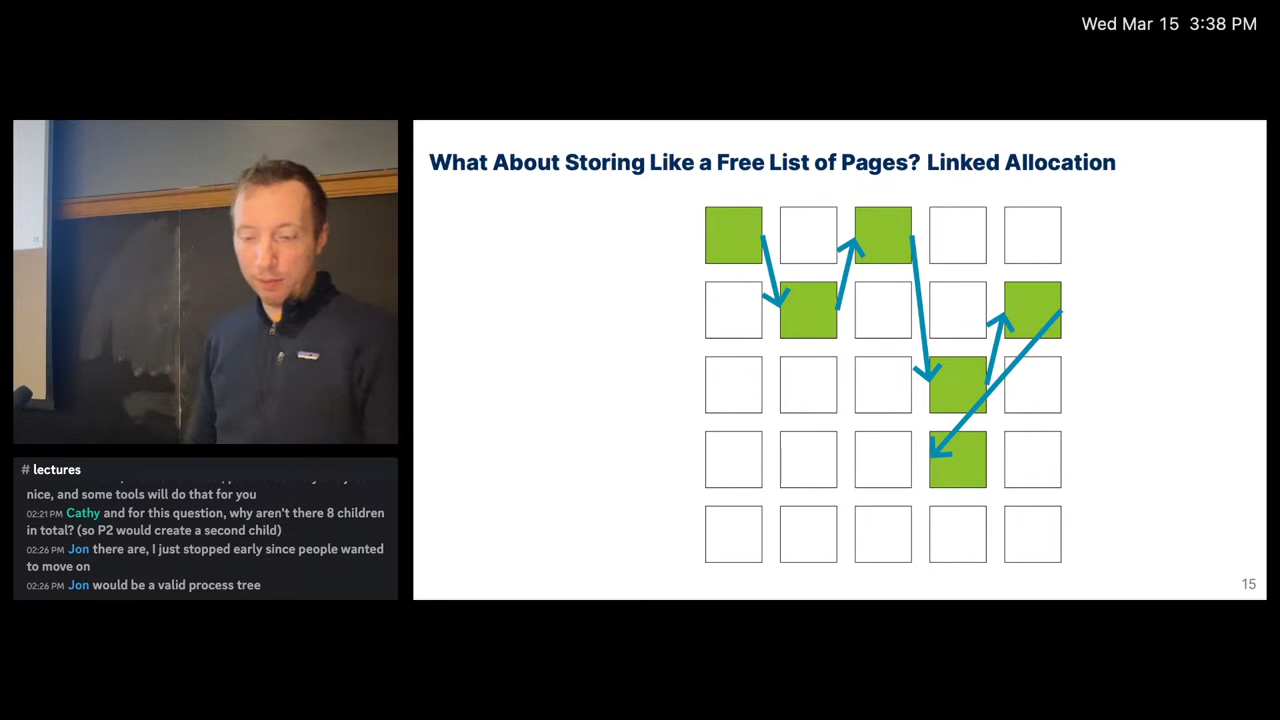 Wed Mar 15 3:38 PM
What About Storing Like a Free List of Pages? Linked Allocation
# lectures
nice, and some tools will do that for you
02:21 PM Cathy and for this question, why aren't there 8 children
in total? (so P2 would create a second child)
02:26 PM Jon there are, I just stopped early since people wanted
to move on
02:26 PM Jon would be a valid process tree
15